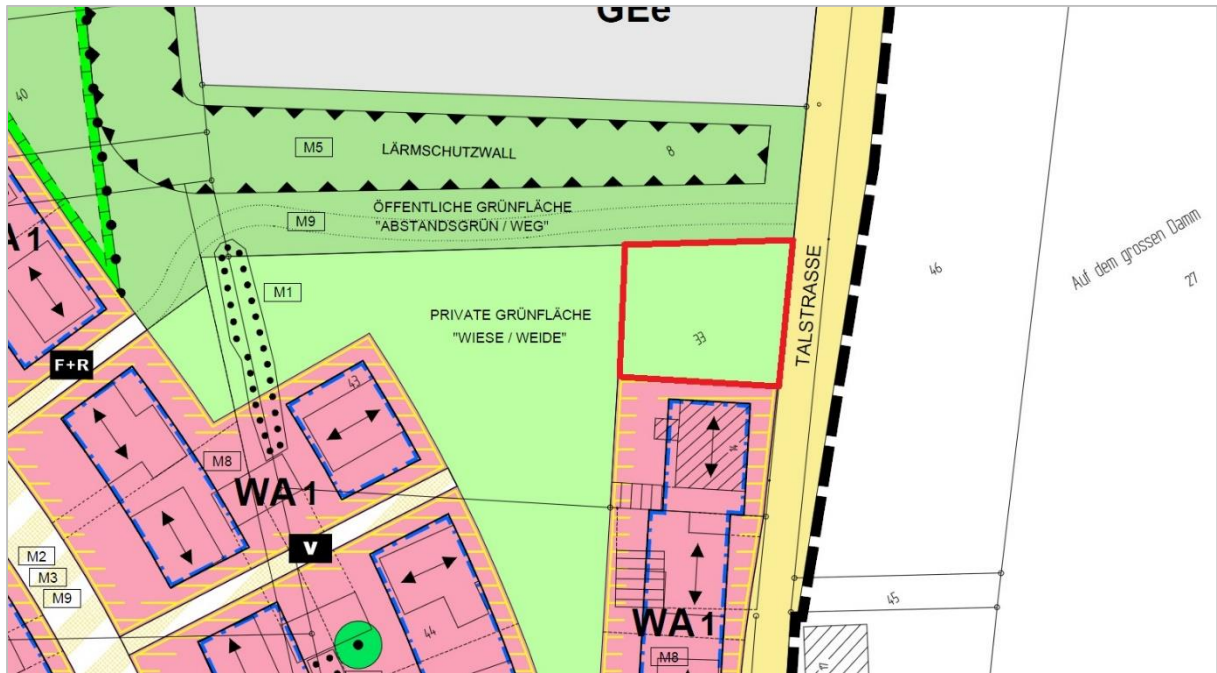 GEe
40
M5
LÄRMSCHUTZWALL
8
M9
ÖFFENTLICHE GRÜNFLÄCHE
"ABSTANDSGRÜN / WEG"
M1
PRIVATE GRÜNFLÄCHE
"WIESE / WEIDE"
33
TALSTRASSE
46
Auf dem grossen Damm
27
A 1
F+R
43
M8
WA 1
V
M2
M3
M9
44
WA 1
M8
45